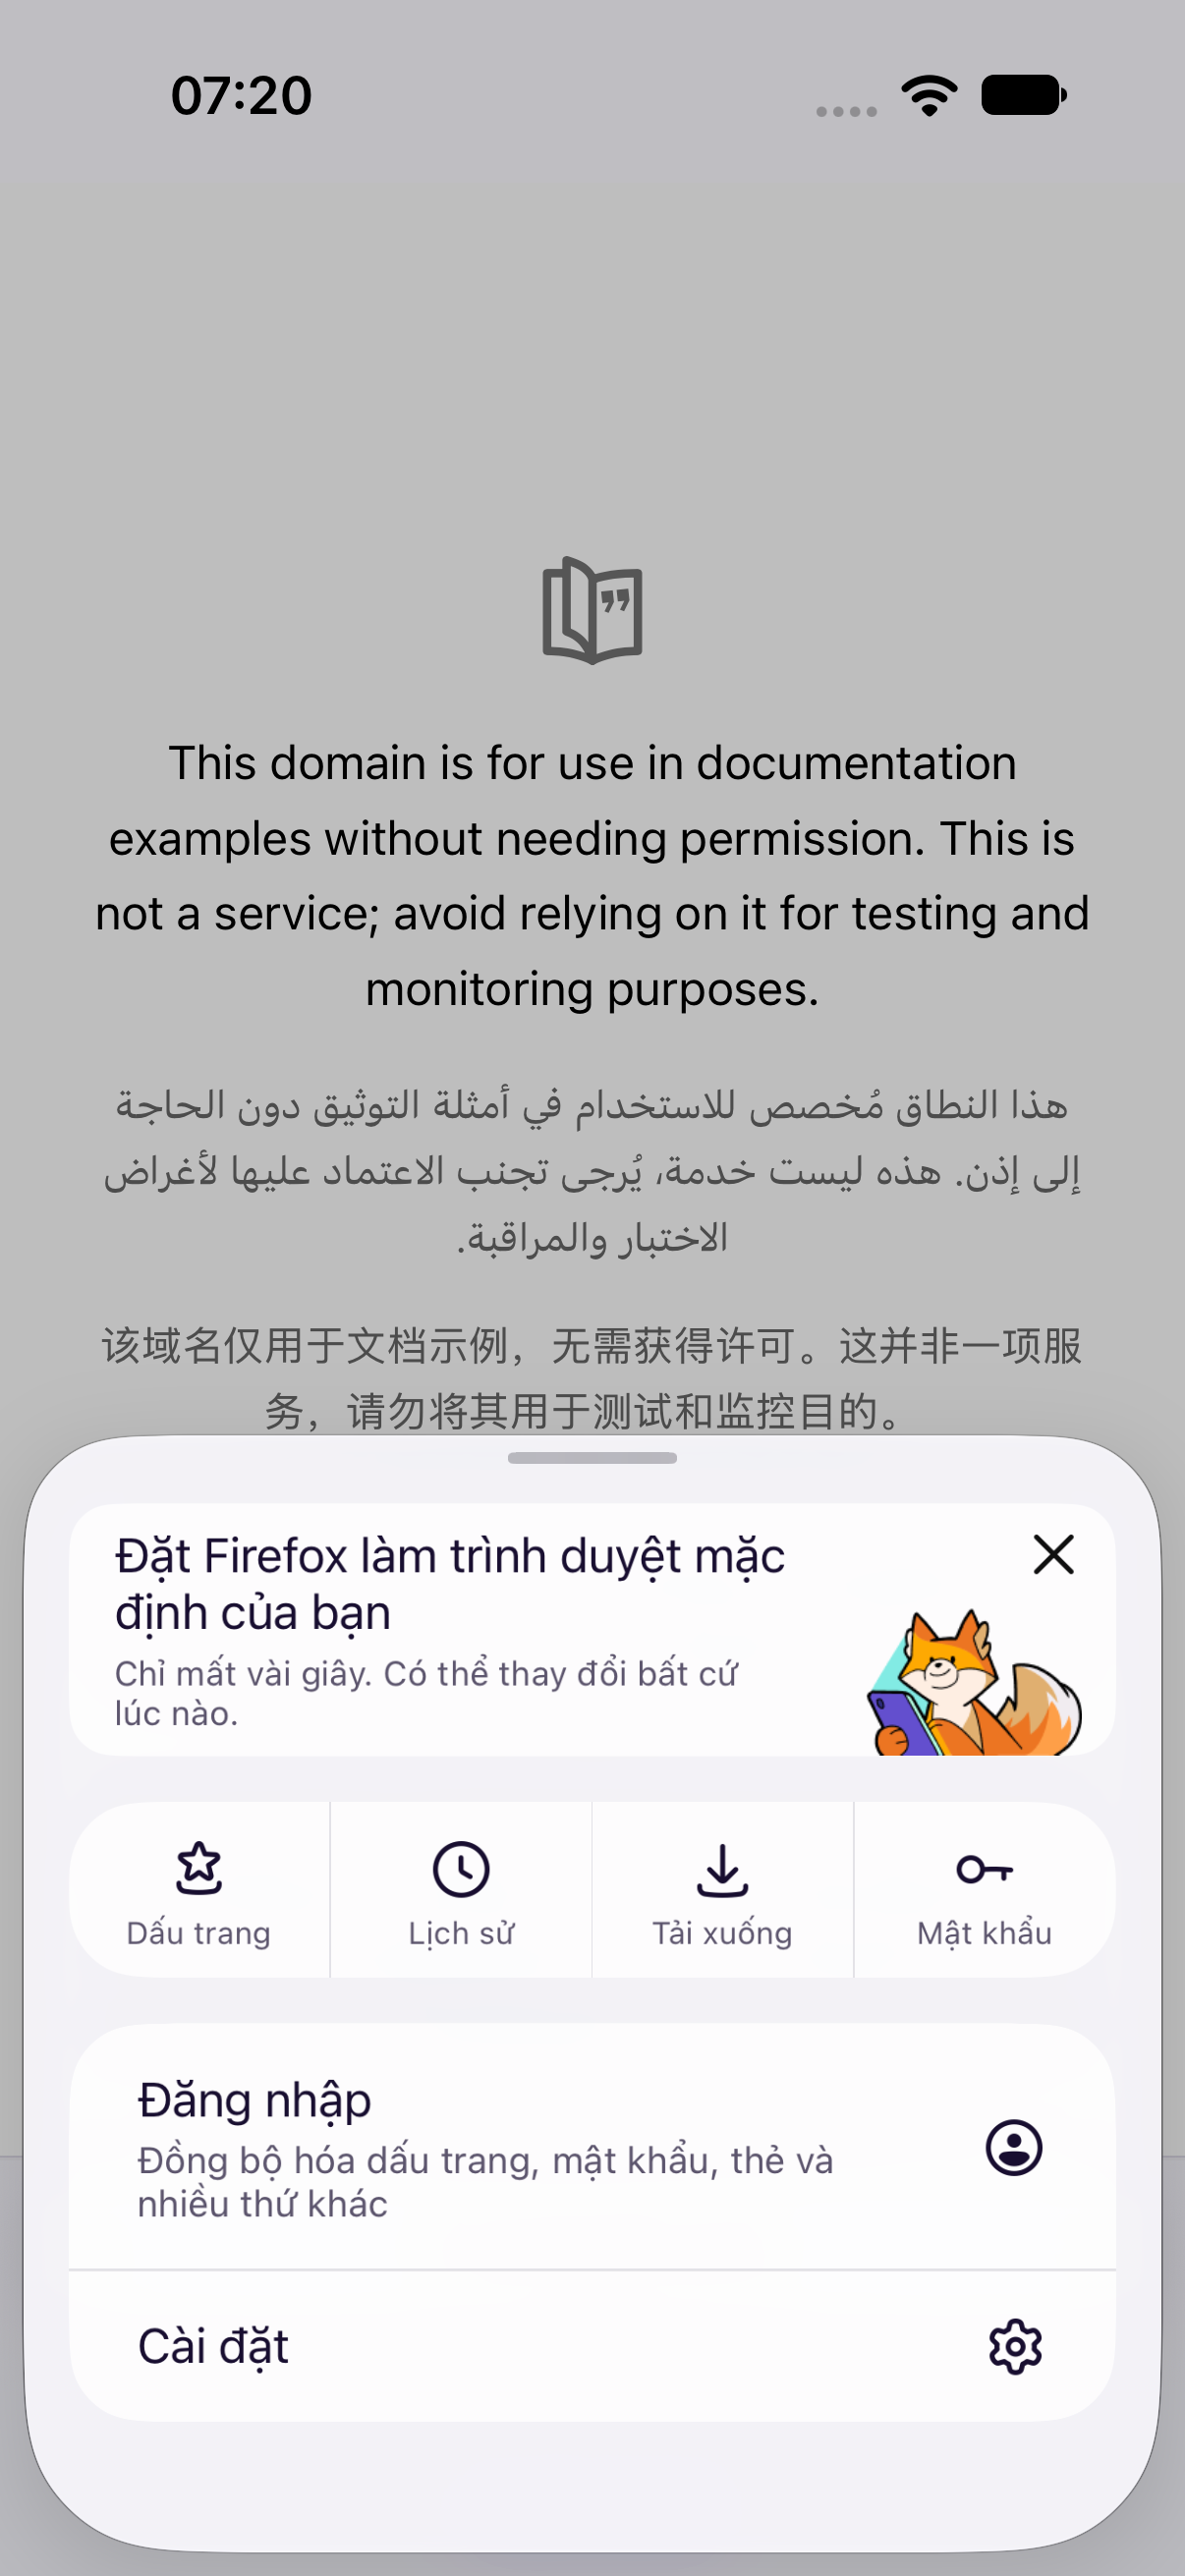 07:20
This domain is for use in documentation
examples without needing permission. This is
not a service; avoid relying on it for testing and
monitoring purposes.
هذا النطاق مُخصص للاستخدام في أمثلة التوثيق دون الحاجة
إلى إذن. هذه ليست خدمة، يُرجى تجنب الاعتماد عليها لأغراض
الاختبار والمراقبة.
该域名仅用于文档示例，无需获得许可。这并非一项服
务，请勿将其用于测试和监控目的。
Đặt Firefox làm trình duyệt mặc
định của bạn
Chỉ mất vài giây. Có thể thay đổi bất cứ
lúc nào.
Dấu trang
Lịch sử
Tải xuống
Mật khẩu
Đăng nhập
Đồng bộ hóa dấu trang, mật khẩu, thẻ và
nhiều thứ khác
Cài đặt